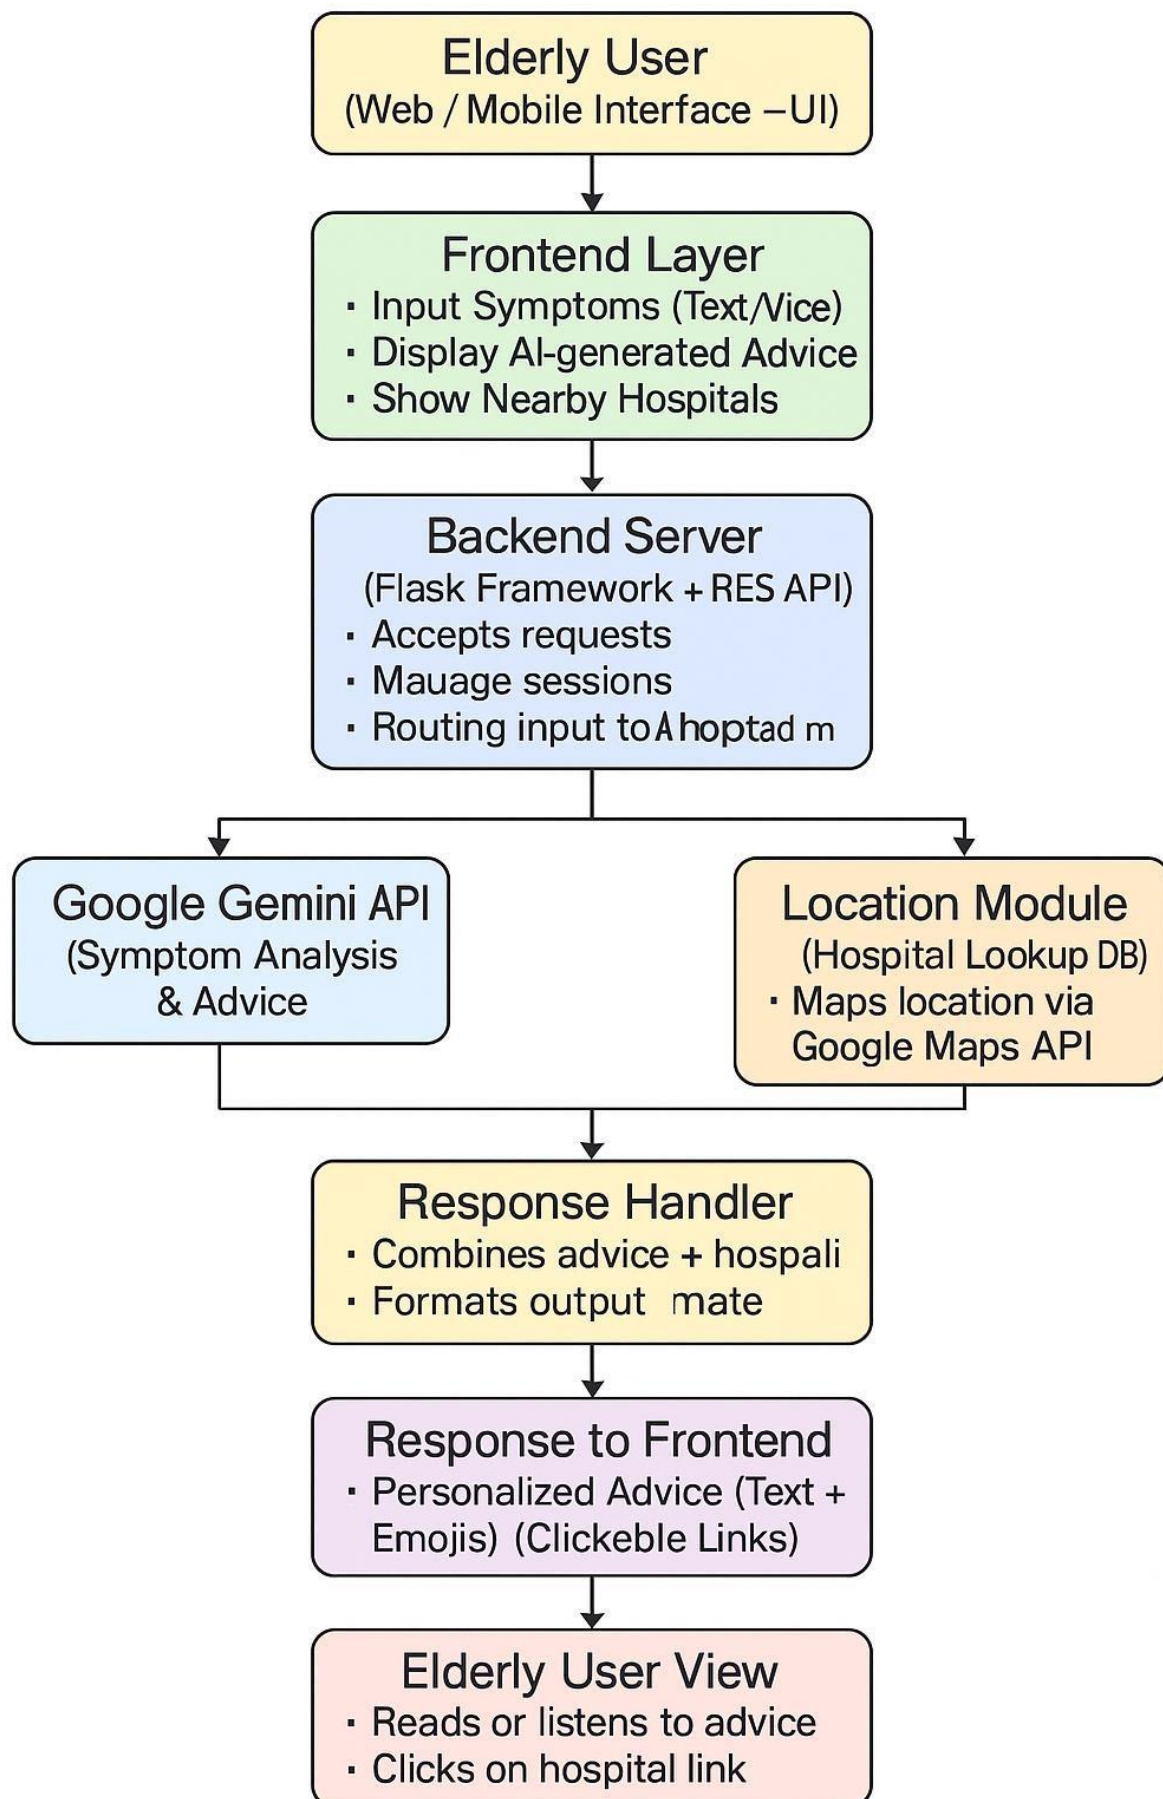 Elderly User
(Web / Mobile Interface –UI)
Frontend Layer
· Input Symptoms (Text/Vice)
· Display AI-generated Advice
· Show Nearby Hospitals
Backend Server
(Flask Framework + RES API)
· Accepts requests
· Mauage sessions
· Routing input to A hoptad m
Google Gemini API
(Symptom Analysis
& Advice
Location Module
(Hospital Lookup DB)
· Maps location via
Google Maps API
Response Handler
· Combines advice + hospali
· Formats output mate
Response to Frontend
· Personalized Advice (Text +
Emojis) (Clickeble Links)
Elderly User View
· Reads or listens to advice
· Clicks on hospital link